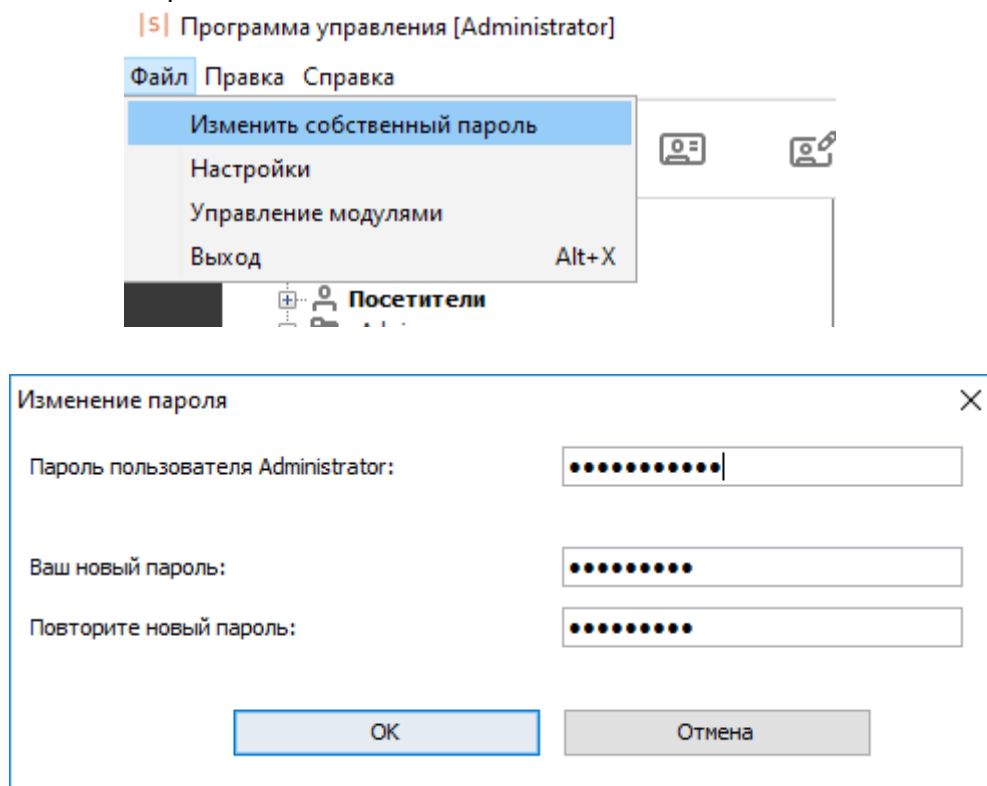 |S| Программа управления [Administrator]
Файл Правка Справка
Изменить собственный пароль
Настройки
Управление модулями
Выход Alt+X
Посетители
Изменение пароля
Пароль пользователя Administrator: •••••••••••
Ваш новый пароль: •••••••••
Повторите новый пароль: •••••••••
OK Отмена